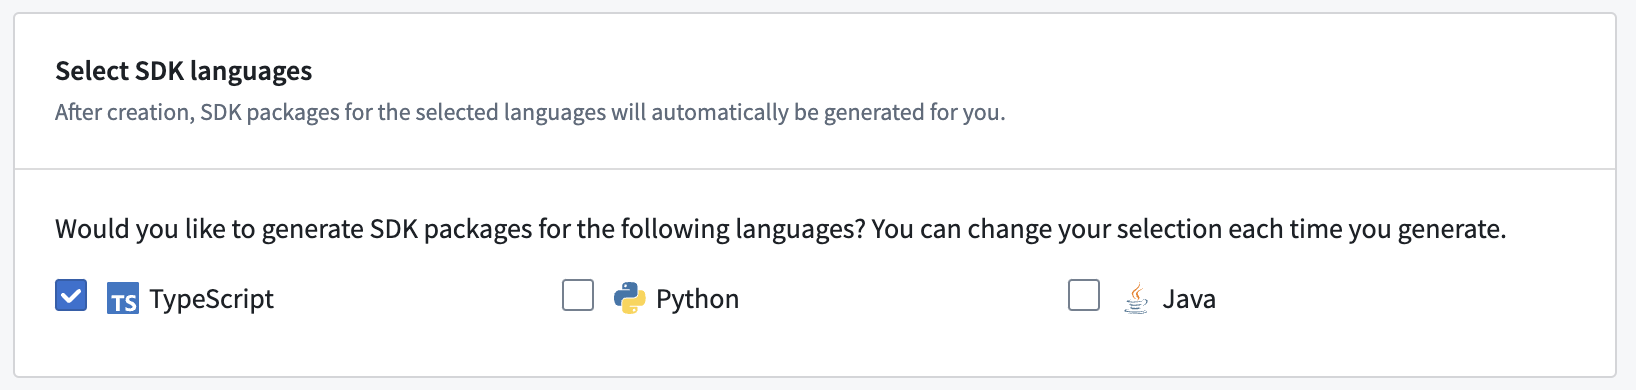 Select SDK languages
After creation, SDK packages for the selected languages will automatically be generated for you.
Would you like to generate SDK packages for the following languages? You can change your selection each time you generate.
TS TypeScript Python Java